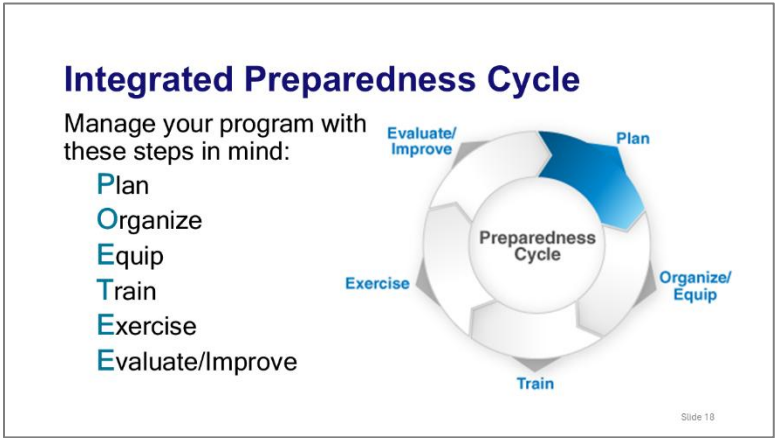 Integrated Preparedness Cycle
Manage your program with
these steps in mind:
Plan
Organize
Equip
Train
Exercise
Evaluate/Improve
Evaluate/
Improve
Plan
Preparedness
Cycle
Exercise
Organize/
Equip
Train
Slide 18